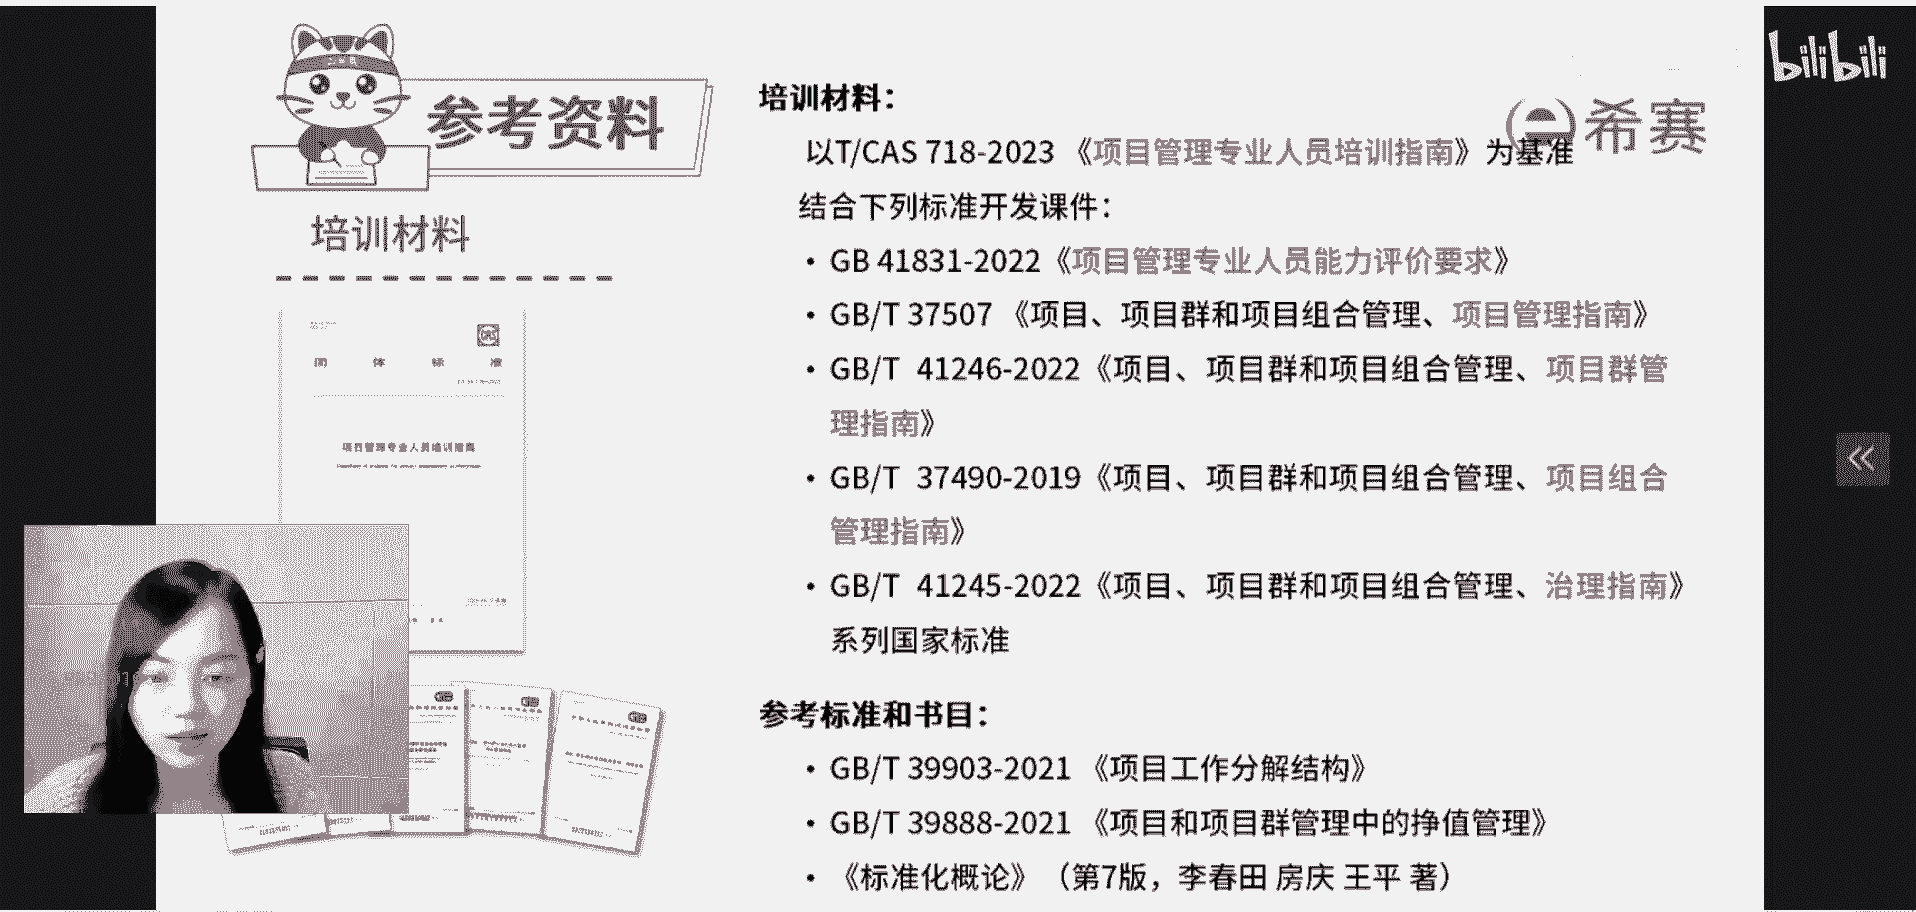 bilibili
希赛
参考资料
培训材料
团体标准
项目管理专业人员培训指南
培训材料：
以T/CAS 718-2023 《项目管理专业人员培训指南》为基准
结合下列标准开发课件：
• GB 41831-2022《项目管理专业人员能力评价要求》
• GB/T 37507 《项目、项目群和项目组合管理、项目管理指南》
• GB/T 41246-2022《项目、项目群和项目组合管理、项目群管
理指南》
• GB/T 37490-2019《项目、项目群和项目组合管理、项目组合
管理指南》
• GB/T 41245-2022《项目、项目群和项目组合管理、治理指南》
系列国家标准
参考标准和书目：
• GB/T 39903-2021 《项目工作分解结构》
• GB/T 39888-2021 《项目和项目群管理中的挣值管理》
• 《标准化概论》（第7版，李春田 房庆 王平 著）